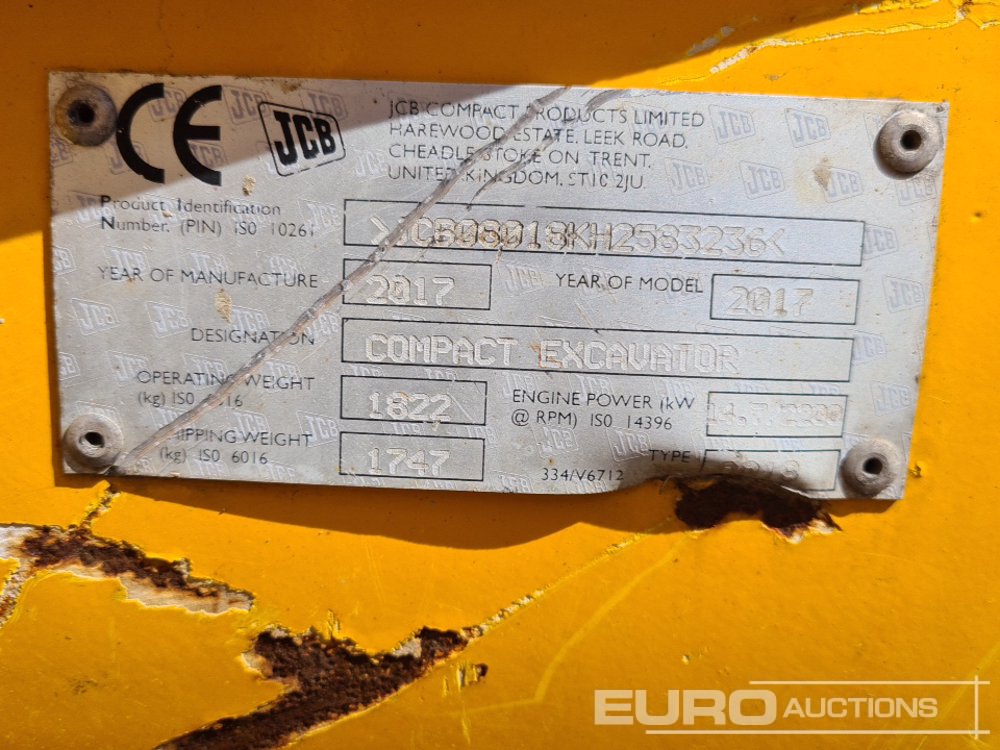 CE JCB
JCB COMPACT PRODUCTS LIMITED
HAREWOOD ESTATE, LEEK ROAD,
CHEADLE STOKE ON TRENT,
UNITED KINGDOM, ST10 2JU
Product Identification
Number. (PIN) ISO 10261
>JCB08018KH2583236<
YEAR OF MANUFACTURE 2017 YEAR OF MODEL 2017
DESIGNATION COMPACT EXCAVATOR
OPERATING WEIGHT
(kg) ISO 6016 1822
ENGINE POWER (kW
@ RPM) ISO 14396
SHIPPING WEIGHT
(kg) ISO 6016 1747
334/V6712
TYPE
EURO AUCTIONS